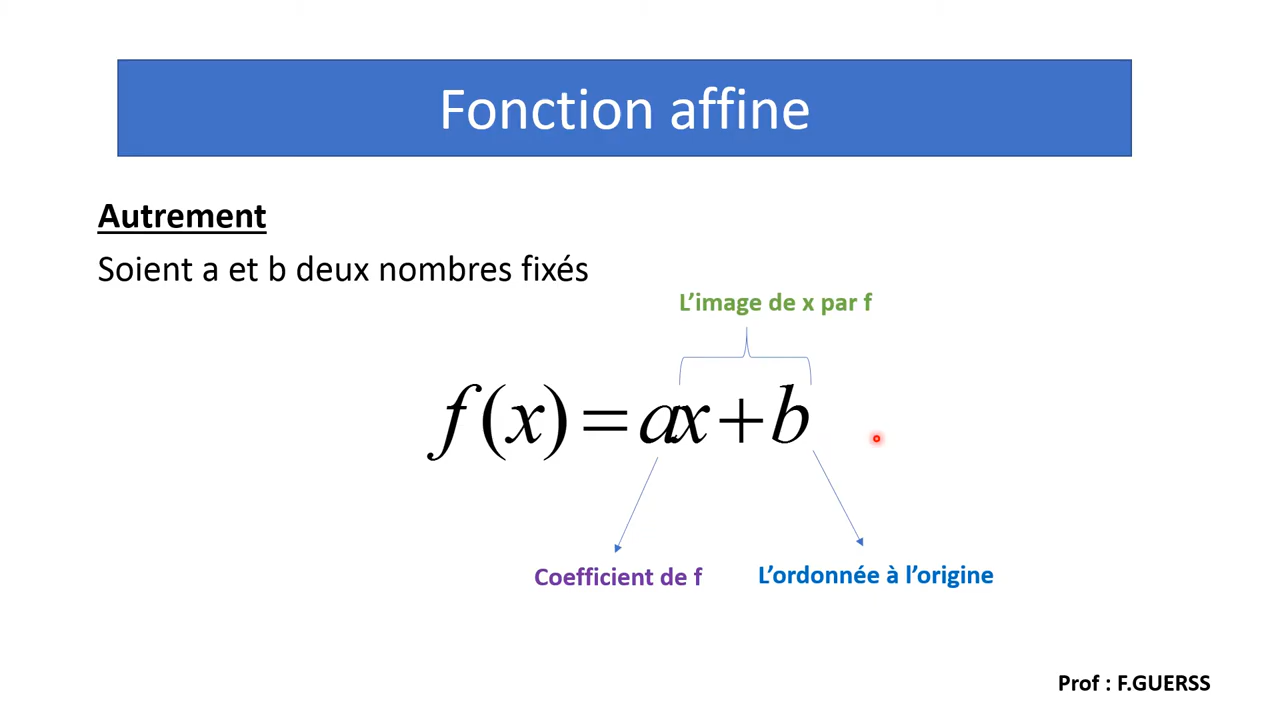 Fonction affine
Autrement
Soient a et b deux nombres fixés
L’image de x par f
f(x)=ax+b
Coefficient de f
L’ordonnée à l’origine
Prof : F.GUERSS